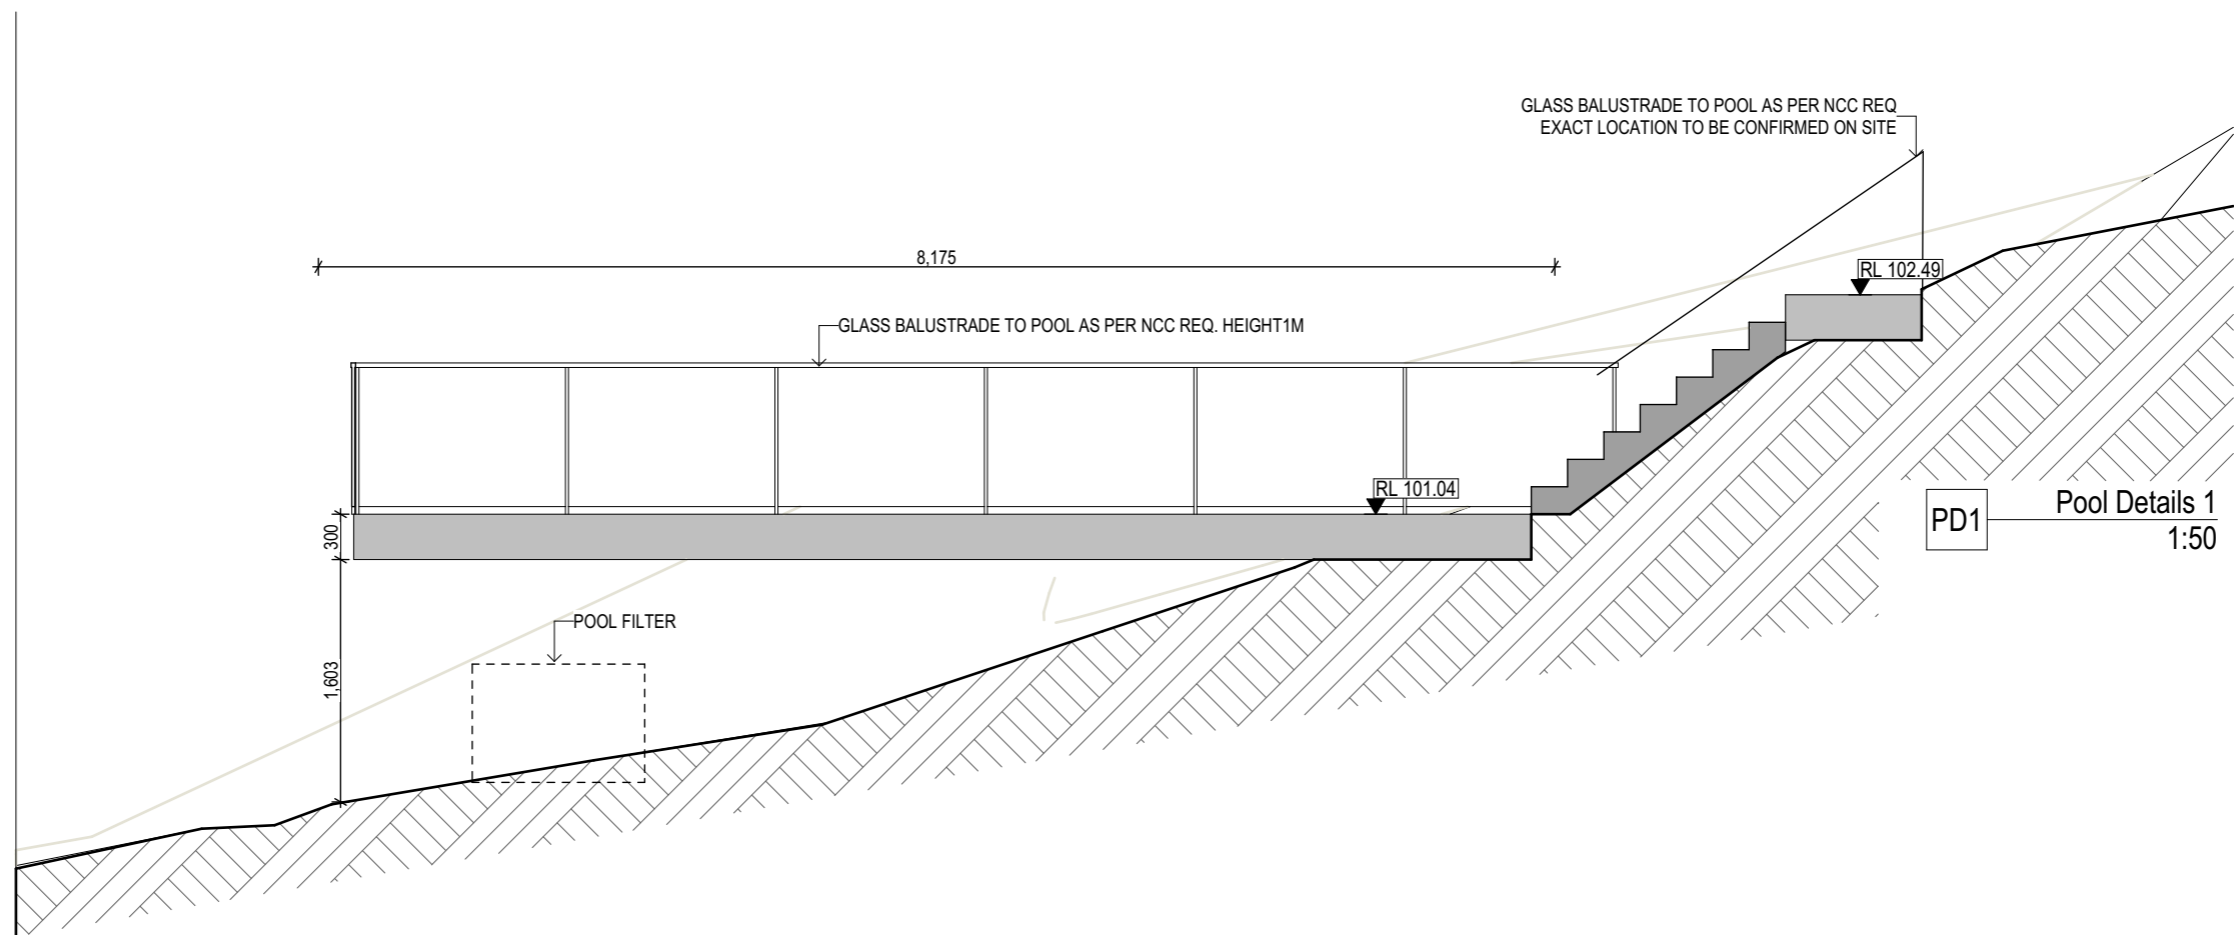 GLASS BALUSTRADE TO POOL AS PER NCC REQ
EXACT LOCATION TO BE CONFIRMED ON SITE
8,175
RL 102.49
GLASS BALUSTRADE TO POOL AS PER NCC REQ. HEIGHT1M
RL 101.04
300
PD1
Pool Details 1
1:50
POOL FILTER
1,603